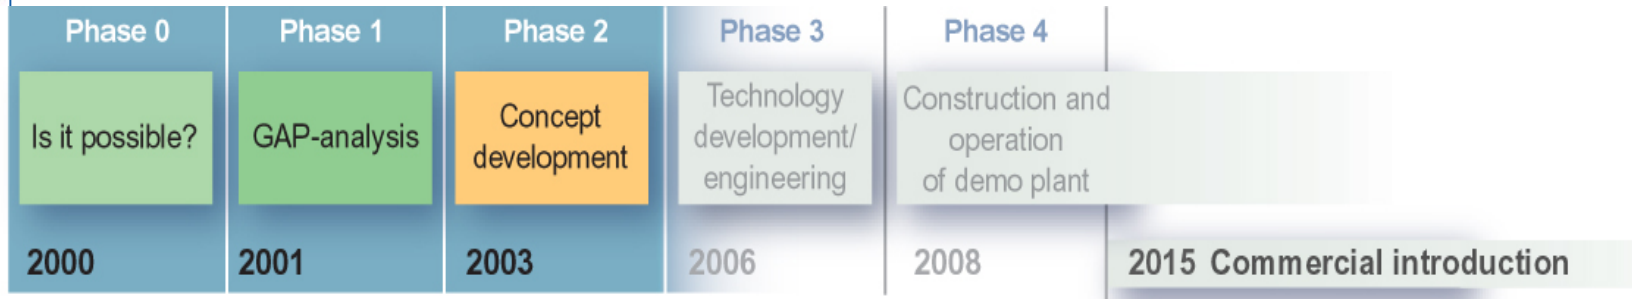 Phase 0
Phase 1
Phase 2
Phase 3
Phase 4
Is it possible?
GAP-analysis
Concept
development
Technology
development/
engineering
Construction and
operation
of demo plant
2000
2001
2003
2006
2008
2015 Commercial introduction